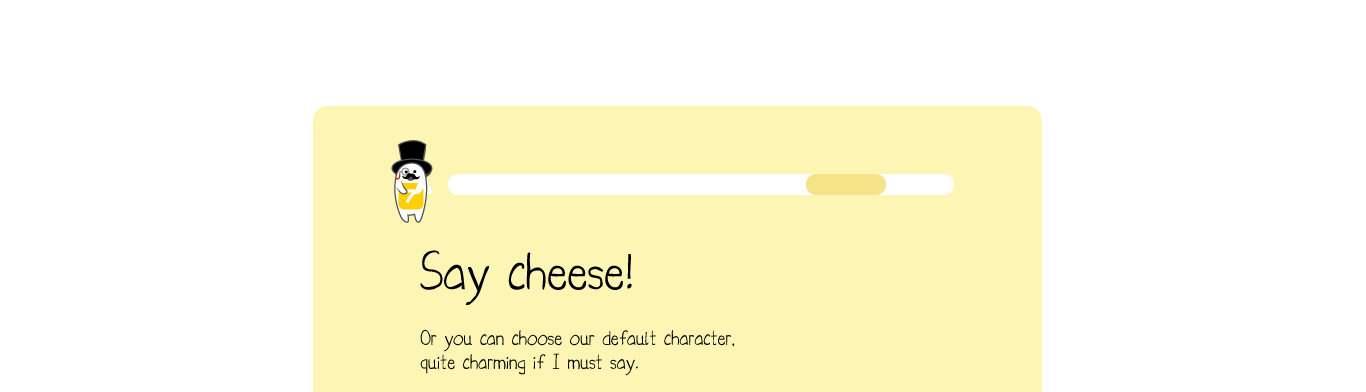 Say cheese!
Or you can choose our default character,
quite charming if I must say.